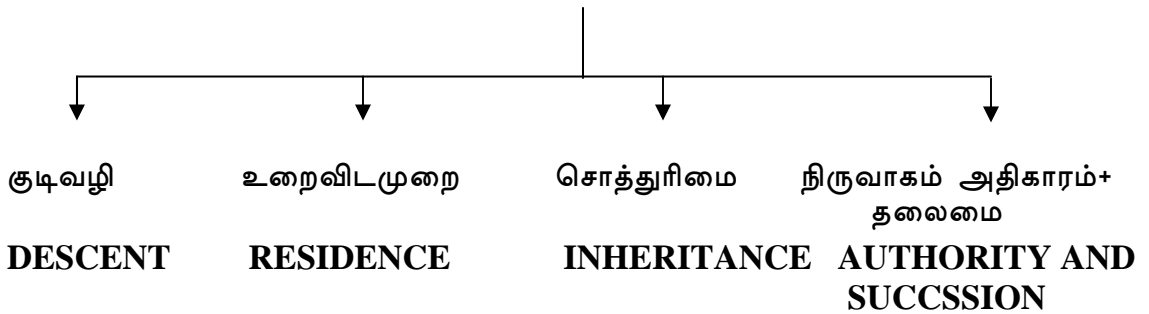 குடிவழி உறைவிடமுறை சொத்துரிமை நிருவாகம் அதிகாரம்+
தலைமை
DESCENT RESIDENCE INHERITANCE AUTHORITY AND
SUCCSSION